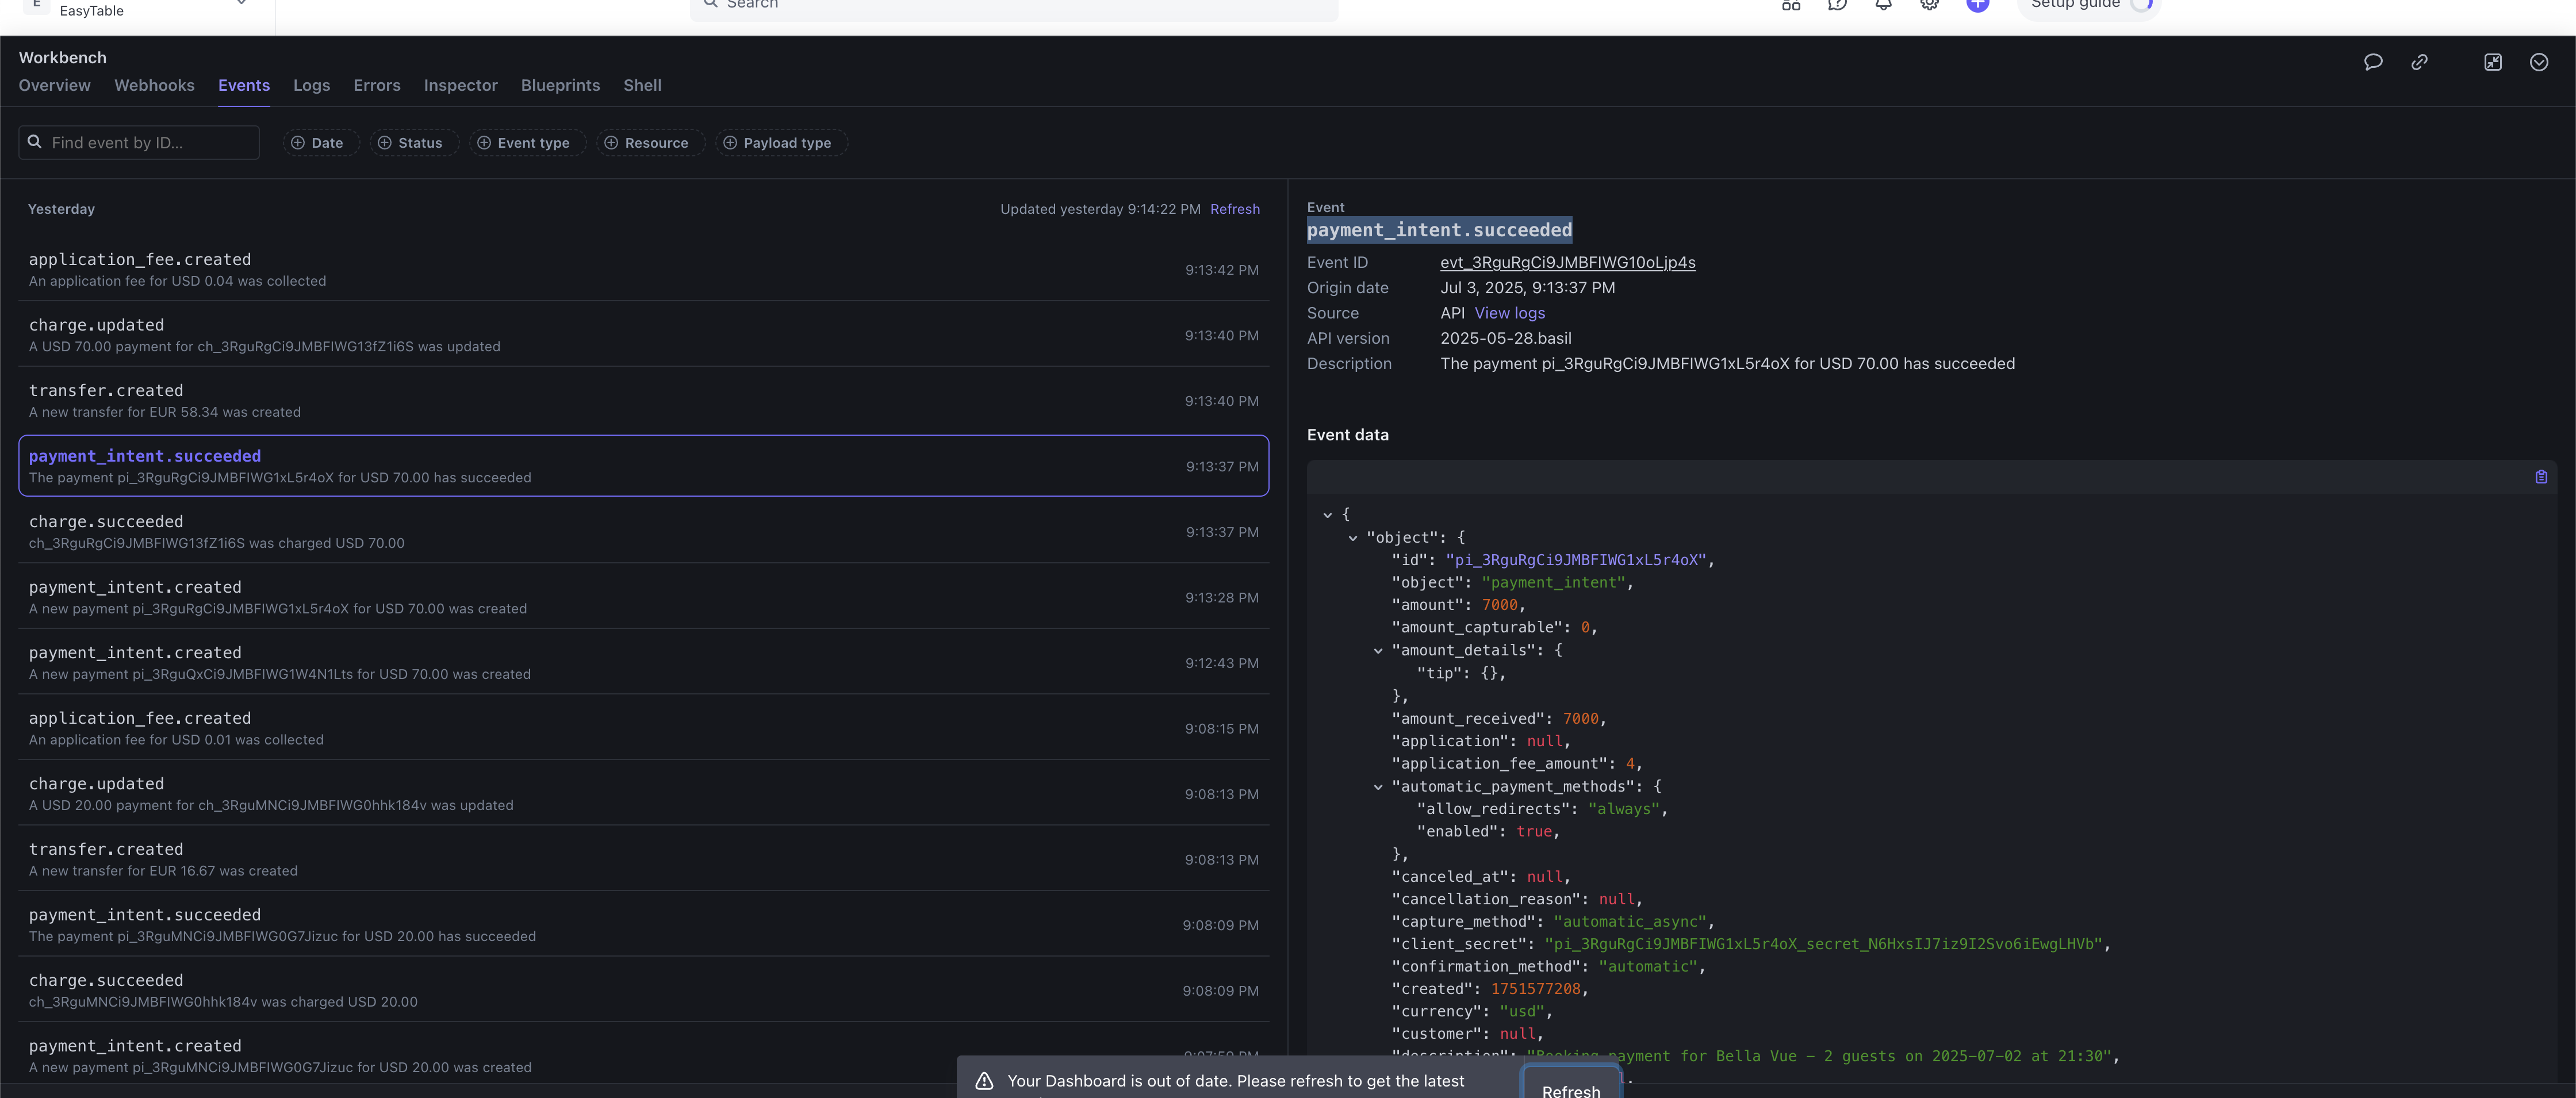 E
EasyTable
Search
Setup guide
Workbench
Overview Webhooks Events Logs Errors Inspector Blueprints Shell
Find event by ID...
Date Status Event type Resource Payload type
Yesterday
Updated yesterday 9:14:22 PM Refresh
application_fee.created
An application fee for USD 0.04 was collected
9:13:42 PM
charge.updated
A USD 70.00 payment for ch_3RguRgCi9JMBFIWG13fZ1i6S was updated
9:13:40 PM
transfer.created
A new transfer for EUR 58.34 was created
9:13:40 PM
payment_intent.succeeded
The payment pi_3RguRgCi9JMBFIWG1xL5r4oX for USD 70.00 has succeeded
9:13:37 PM
charge.succeeded
ch_3RguRgCi9JMBFIWG13fZ1i6S was charged USD 70.00
9:13:37 PM
payment_intent.created
A new payment pi_3RguRgCi9JMBFIWG1xL5r4oX for USD 70.00 was created
9:13:28 PM
payment_intent.created
A new payment pi_3RguQxCi9JMBFIWG1W4N1Lts for USD 70.00 was created
9:12:43 PM
application_fee.created
An application fee for USD 0.01 was collected
9:08:15 PM
charge.updated
A USD 20.00 payment for ch_3RguMNCi9JMBFIWG0hhk184v was updated
9:08:13 PM
transfer.created
A new transfer for EUR 16.67 was created
9:08:13 PM
payment_intent.succeeded
The payment pi_3RguMNCi9JMBFIWG0G7Jizuc for USD 20.00 has succeeded
9:08:09 PM
charge.succeeded
ch_3RguMNCi9JMBFIWG0hhk184v was charged USD 20.00
9:08:09 PM
payment_intent.created
A new payment pi_3RguMNCi9JMBFIWG0G7Jizuc for USD 20.00 was created
Event
payment_intent.succeeded
Event ID evt_3RguRgCi9JMBFIWG10oLjp4s
Origin date Jul 3, 2025, 9:13:37 PM
Source API View logs
API version 2025-05-28.basil
Description The payment pi_3RguRgCi9JMBFIWG1xL5r4oX for USD 70.00 has succeeded
Event data
{
"object": {
"id": "pi_3RguRgCi9JMBFIWG1xL5r4oX",
"object": "payment_intent",
"amount": 7000,
"amount_capturable": 0,
"amount_details": {
"tip": {},
},
"amount_received": 7000,
"application": null,
"application_fee_amount": 4,
"automatic_payment_methods": {
"allow_redirects": "always",
"enabled": true,
},
"canceled_at": null,
"cancellation_reason": null,
"capture_method": "automatic_async",
"client_secret": "pi_3RguRgCi9JMBFIWG1xL5r4oX_secret_N6HxsIJ7iz9I2Svo6iEwgLHVb",
"confirmation_method": "automatic",
"created": 1751577208,
"currency": "usd",
"customer": null,
"description": "Booking payment for Bella Vue – 2 guests on 2025-07-02 at 21:30",
Your Dashboard is out of date. Please refresh to get the latest
Refresh